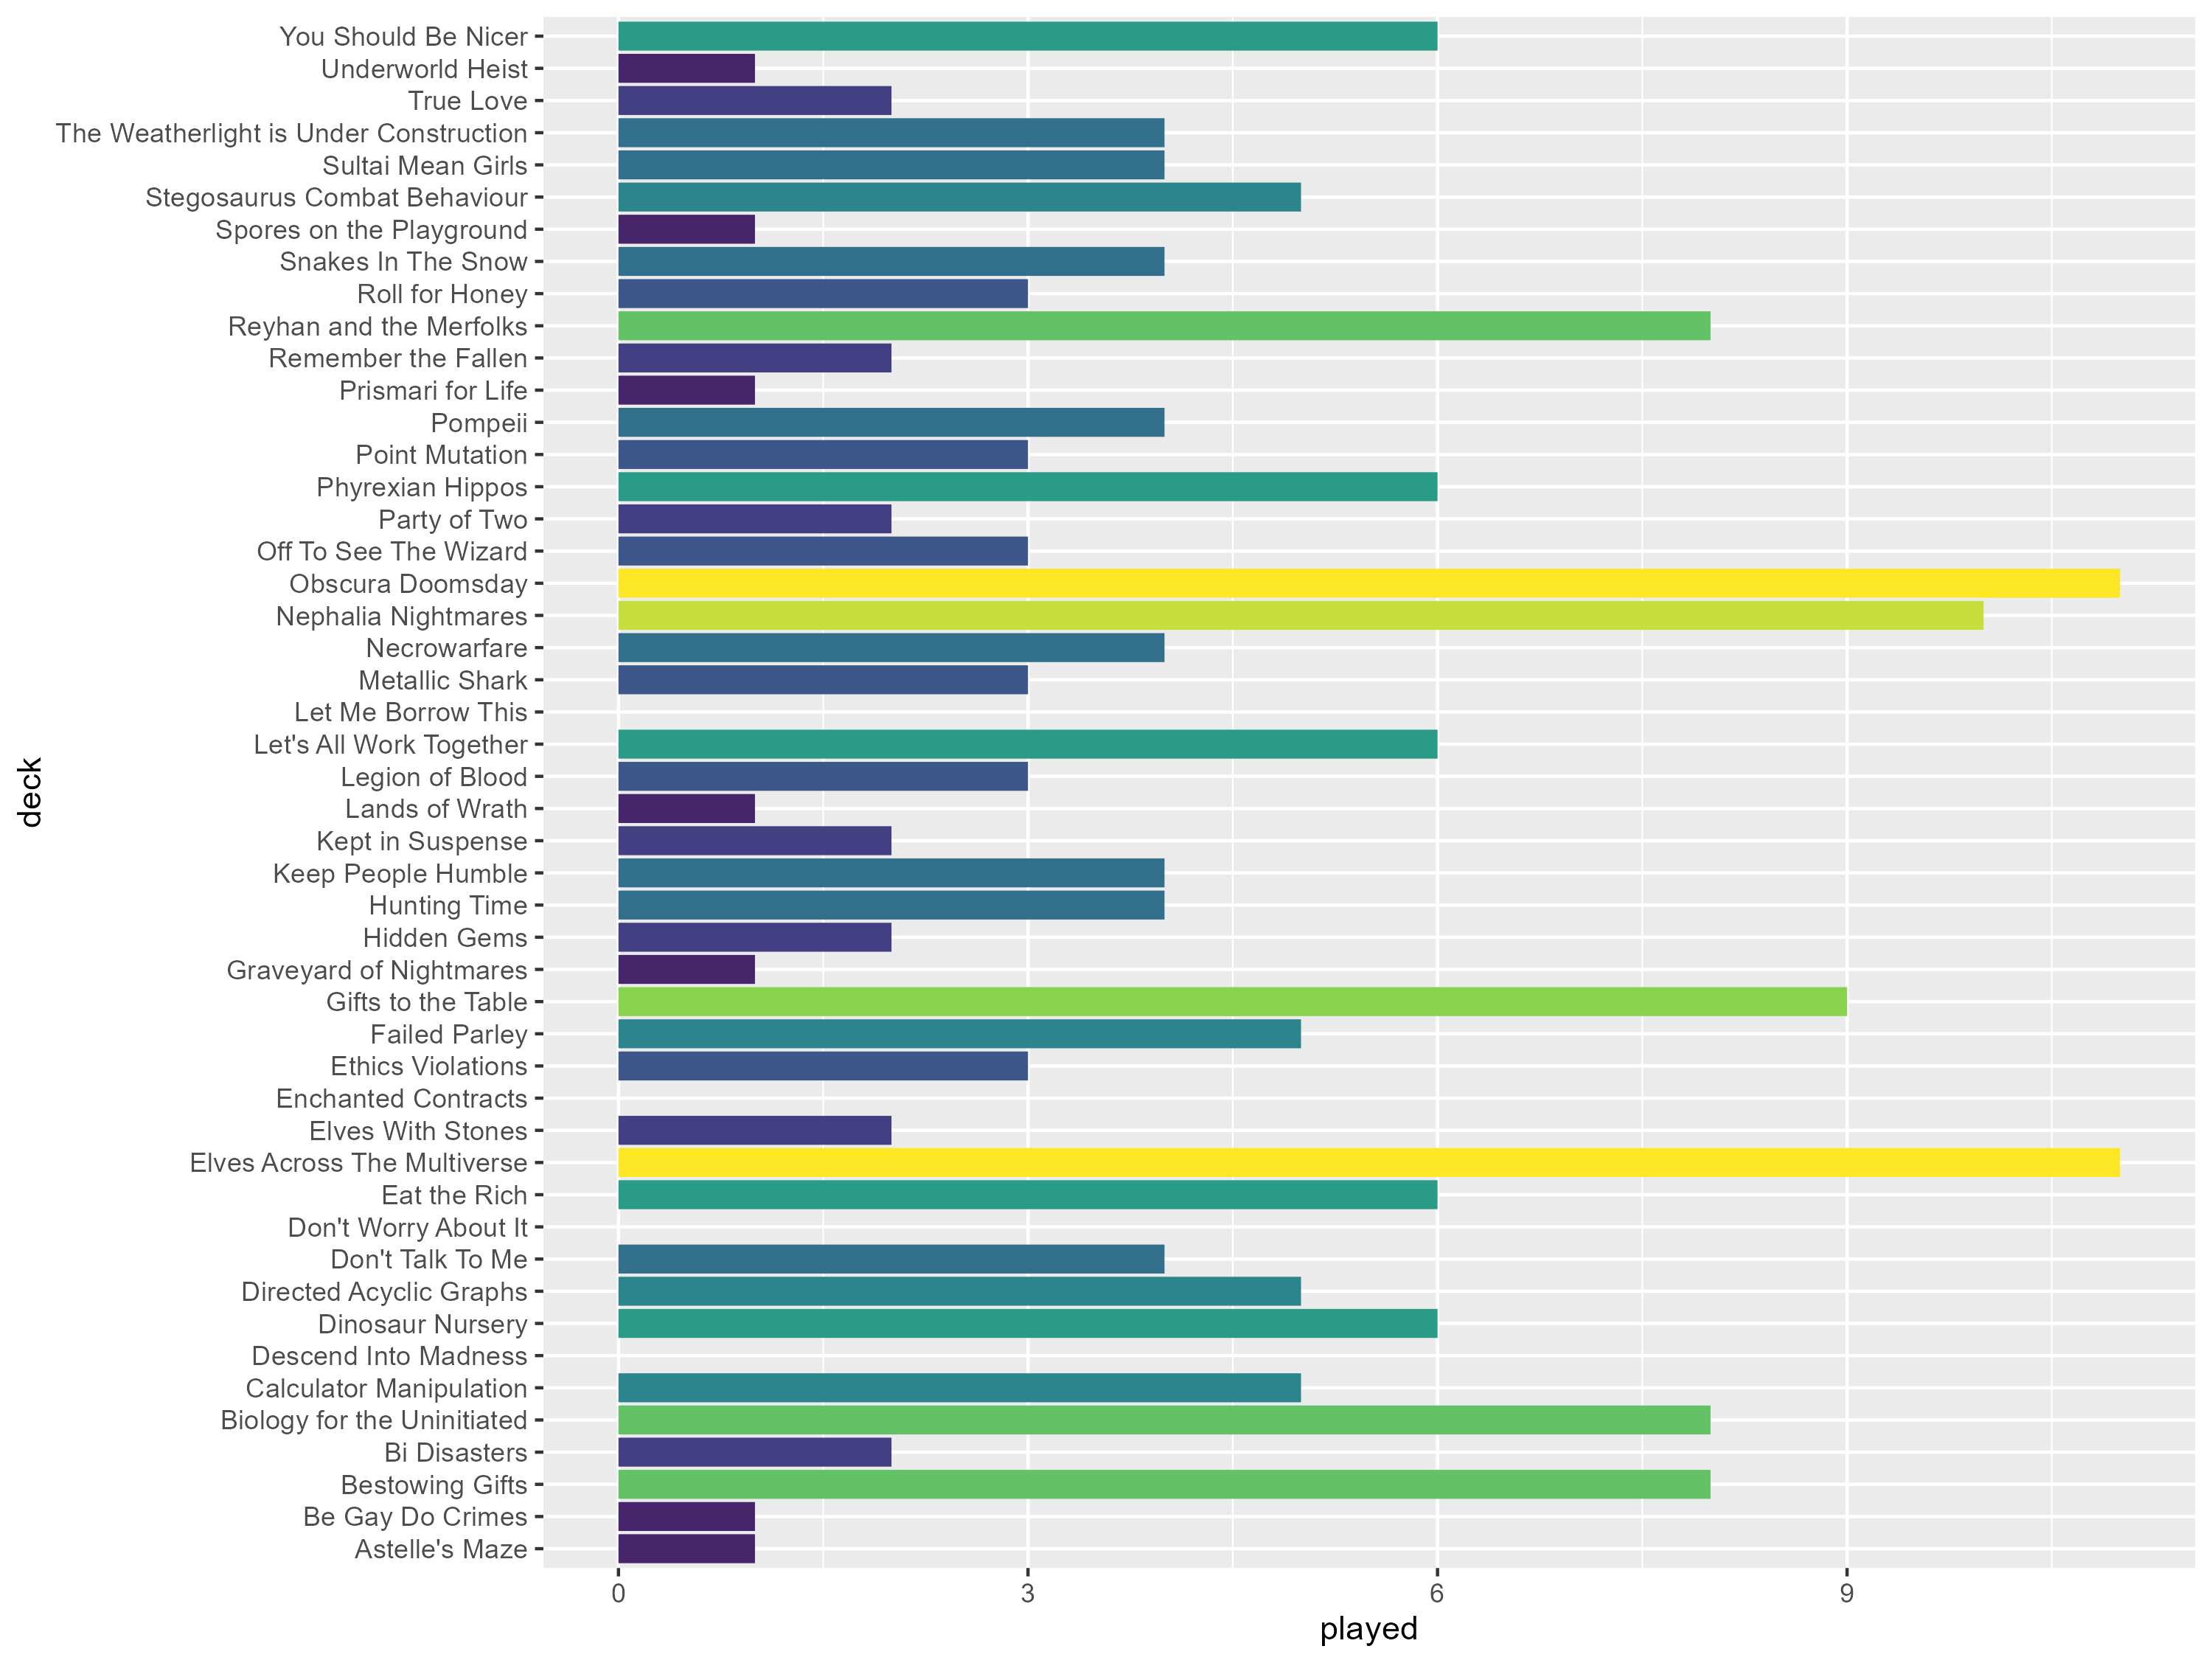 You Should Be Nicer
Underworld Heist
True Love
The Weatherlight is Under Construction
Sultai Mean Girls
Stegosaurus Combat Behaviour
Spores on the Playground
Snakes In The Snow
Roll for Honey
Reyhan and the Merfolks
Remember the Fallen
Prismari for Life
Pompeii
Point Mutation
Phyrexian Hippos
Party of Two
Off To See The Wizard
Obscura Doomsday
Nephalia Nightmares
Necrowarfare
Metallic Shark
Let Me Borrow This
Let's All Work Together
Legion of Blood
Lands of Wrath
Kept in Suspense
Keep People Humble
Hunting Time
Hidden Gems
Graveyard of Nightmares
Gifts to the Table
Failed Parley
Ethics Violations
Enchanted Contracts
Elves With Stones
Elves Across The Multiverse
Eat the Rich
Don't Worry About It
Don't Talk To Me
Directed Acyclic Graphs
Dinosaur Nursery
Descend Into Madness
Calculator Manipulation
Biology for the Uninitiated
Bi Disasters
Bestowing Gifts
Be Gay Do Crimes
Astelle's Maze
deck
0 3 6 9
played